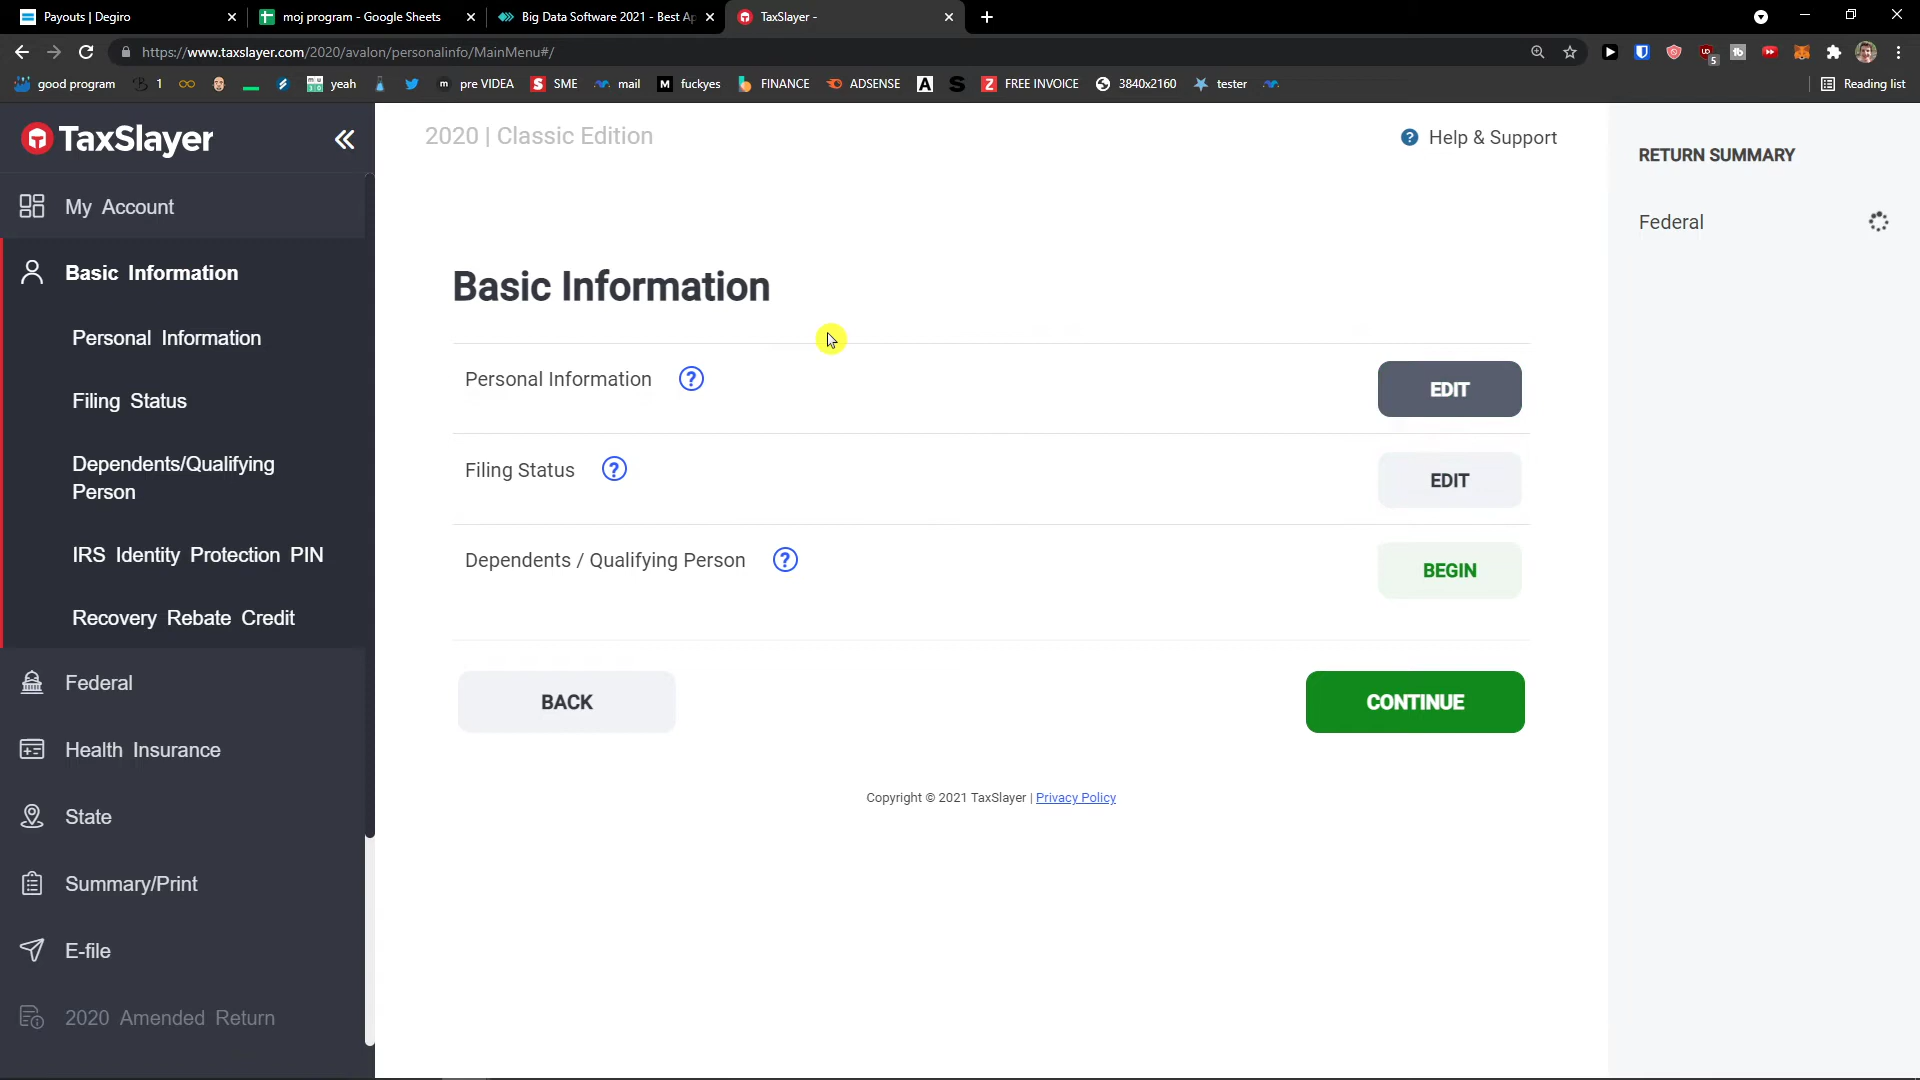 Payouts | Degiro
moj program - Google Sheets
Big Data Software 2021 - Best Ap
TaxSlayer -
https://www.taxslayer.com/2020/avalon/personalinfo/MainMenu#/
good program
1
yeah
pre VIDEA
SME
mail
fuckyes
FINANCE
ADSENSE
FREE INVOICE
3840x2160
tester
Reading list
TaxSlayer
2020 | Classic Edition
Help & Support
RETURN SUMMARY
Federal
My Account
Basic Information
Personal Information
Filing Status
Dependents/Qualifying
Person
IRS Identity Protection PIN
Recovery Rebate Credit
Federal
Health Insurance
State
Summary/Print
E-file
2020 Amended Return
Basic Information
Personal Information ?
EDIT
Filing Status ?
EDIT
Dependents / Qualifying Person ?
BEGIN
BACK
CONTINUE
Copyright © 2021 TaxSlayer | Privacy Policy